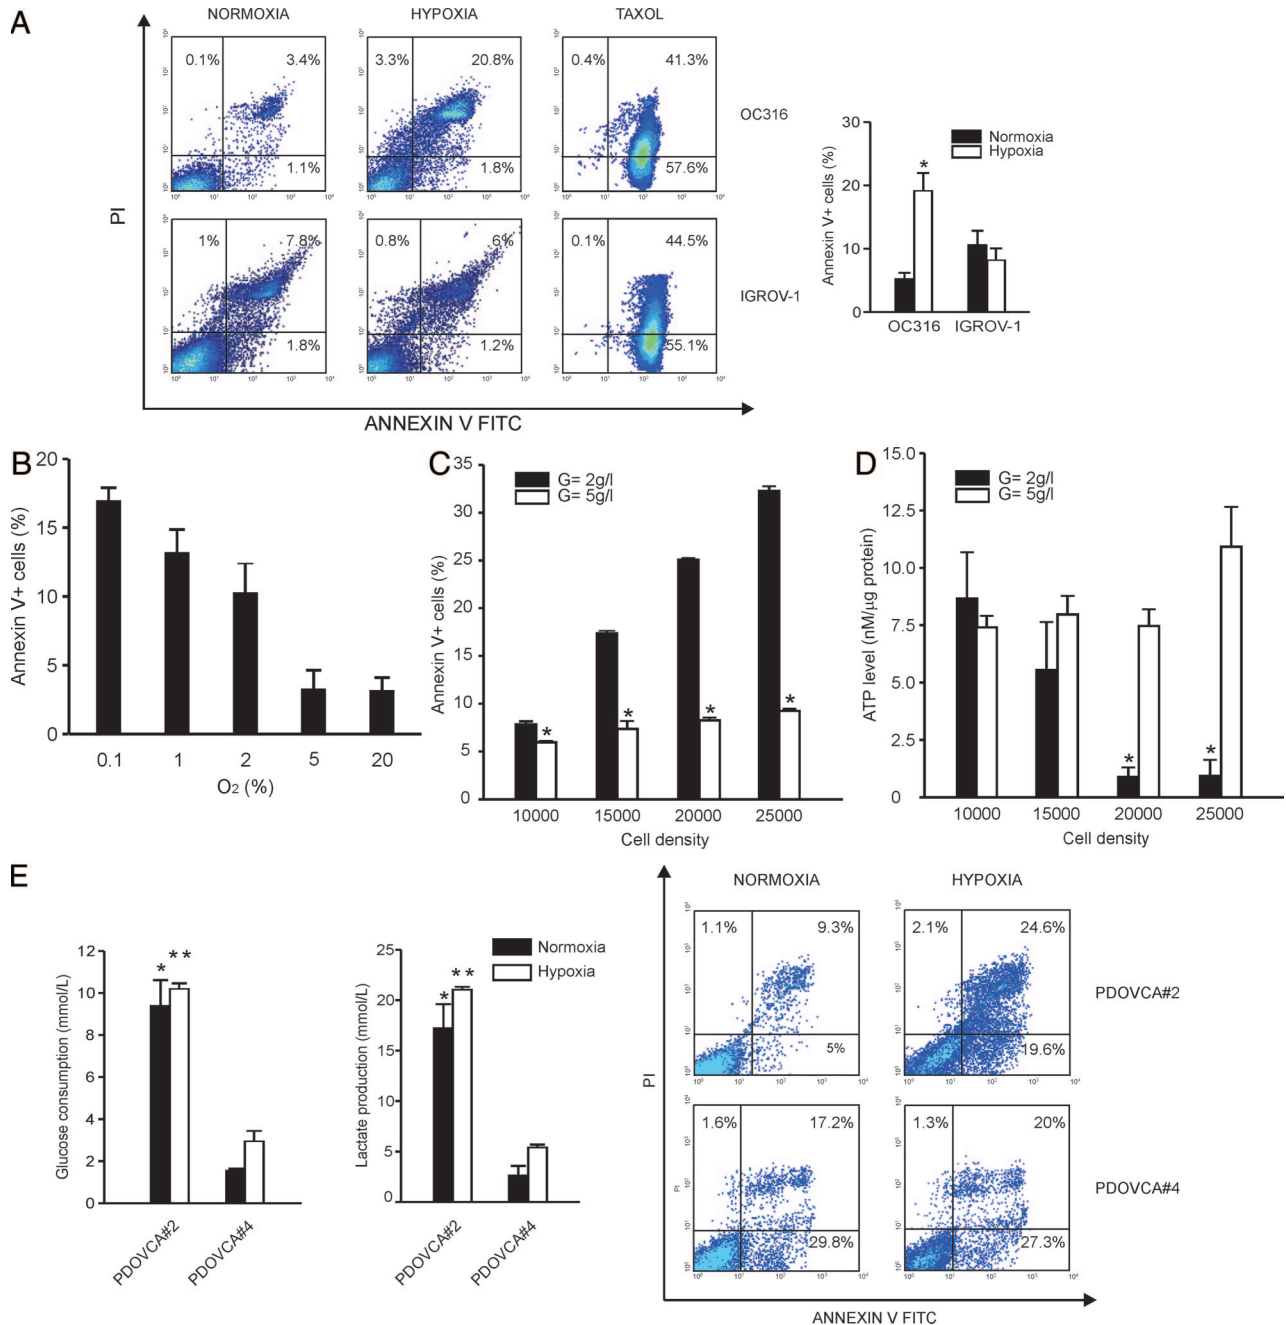 A
NORMOXIA HYPOXIA TAXOL
0.1% 3.4% 3.3% 20.8% 0.4% 41.3%
OC316
1.1% 1.8% 57.6%
1% 7.8% 0.8% 6% 0.1% 44.5%
IGROV-1
1.8% 1.2% 55.1%
PI
ANNEXIN V FITC
Normoxia
Hypoxia
Annexin V+ cells (%)
30
20
10
0
*
OC316 IGROV-1
B
Annexin V+ cells (%)
20
15
10
5
0
0.1 1 2 5 20
O2 (%)
C
G= 2g/l
G= 5g/l
Annexin V+ cells (%)
35
30
25
20
15
10
5
0
* * * *
10000 15000 20000 25000
Cell density
D
G= 2g/l
G= 5g/l
ATP level (nM/µg protein)
15.0
12.5
10.0
7.5
5.0
2.5
0
* *
10000 15000 20000 25000
Cell density
E
Glucose consumption (mmol/L)
12
10
8
6
4
2
0
* **
PDOVCA#2 PDOVCA#4
Lactate production (mmol/L)
25
20
15
10
5
0
* **
PDOVCA#2 PDOVCA#4
Normoxia
Hypoxia
NORMOXIA HYPOXIA
1.1% 9.3% 2.1% 24.6%
PDOVCA#2
5% 19.6%
1.6% 17.2% 1.3% 20%
PDOVCA#4
29.8% 27.3%
PI
ANNEXIN V FITC